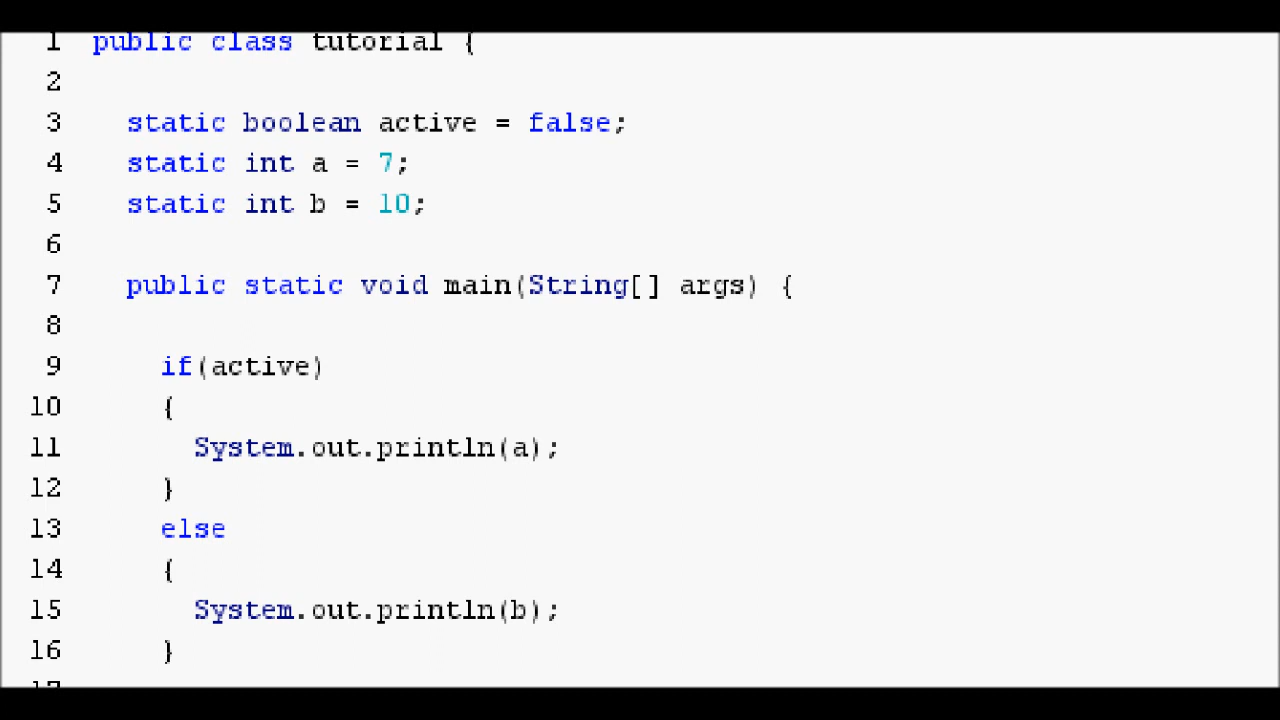 1 public class tutorial {
2
3 static boolean active = false;
4 static int a = 7;
5 static int b = 10;
6
7 public static void main(String[] args) {
8
9 if(active)
10 {
11 System.out.println(a);
12 }
13 else
14 {
15 System.out.println(b);
16 }
17